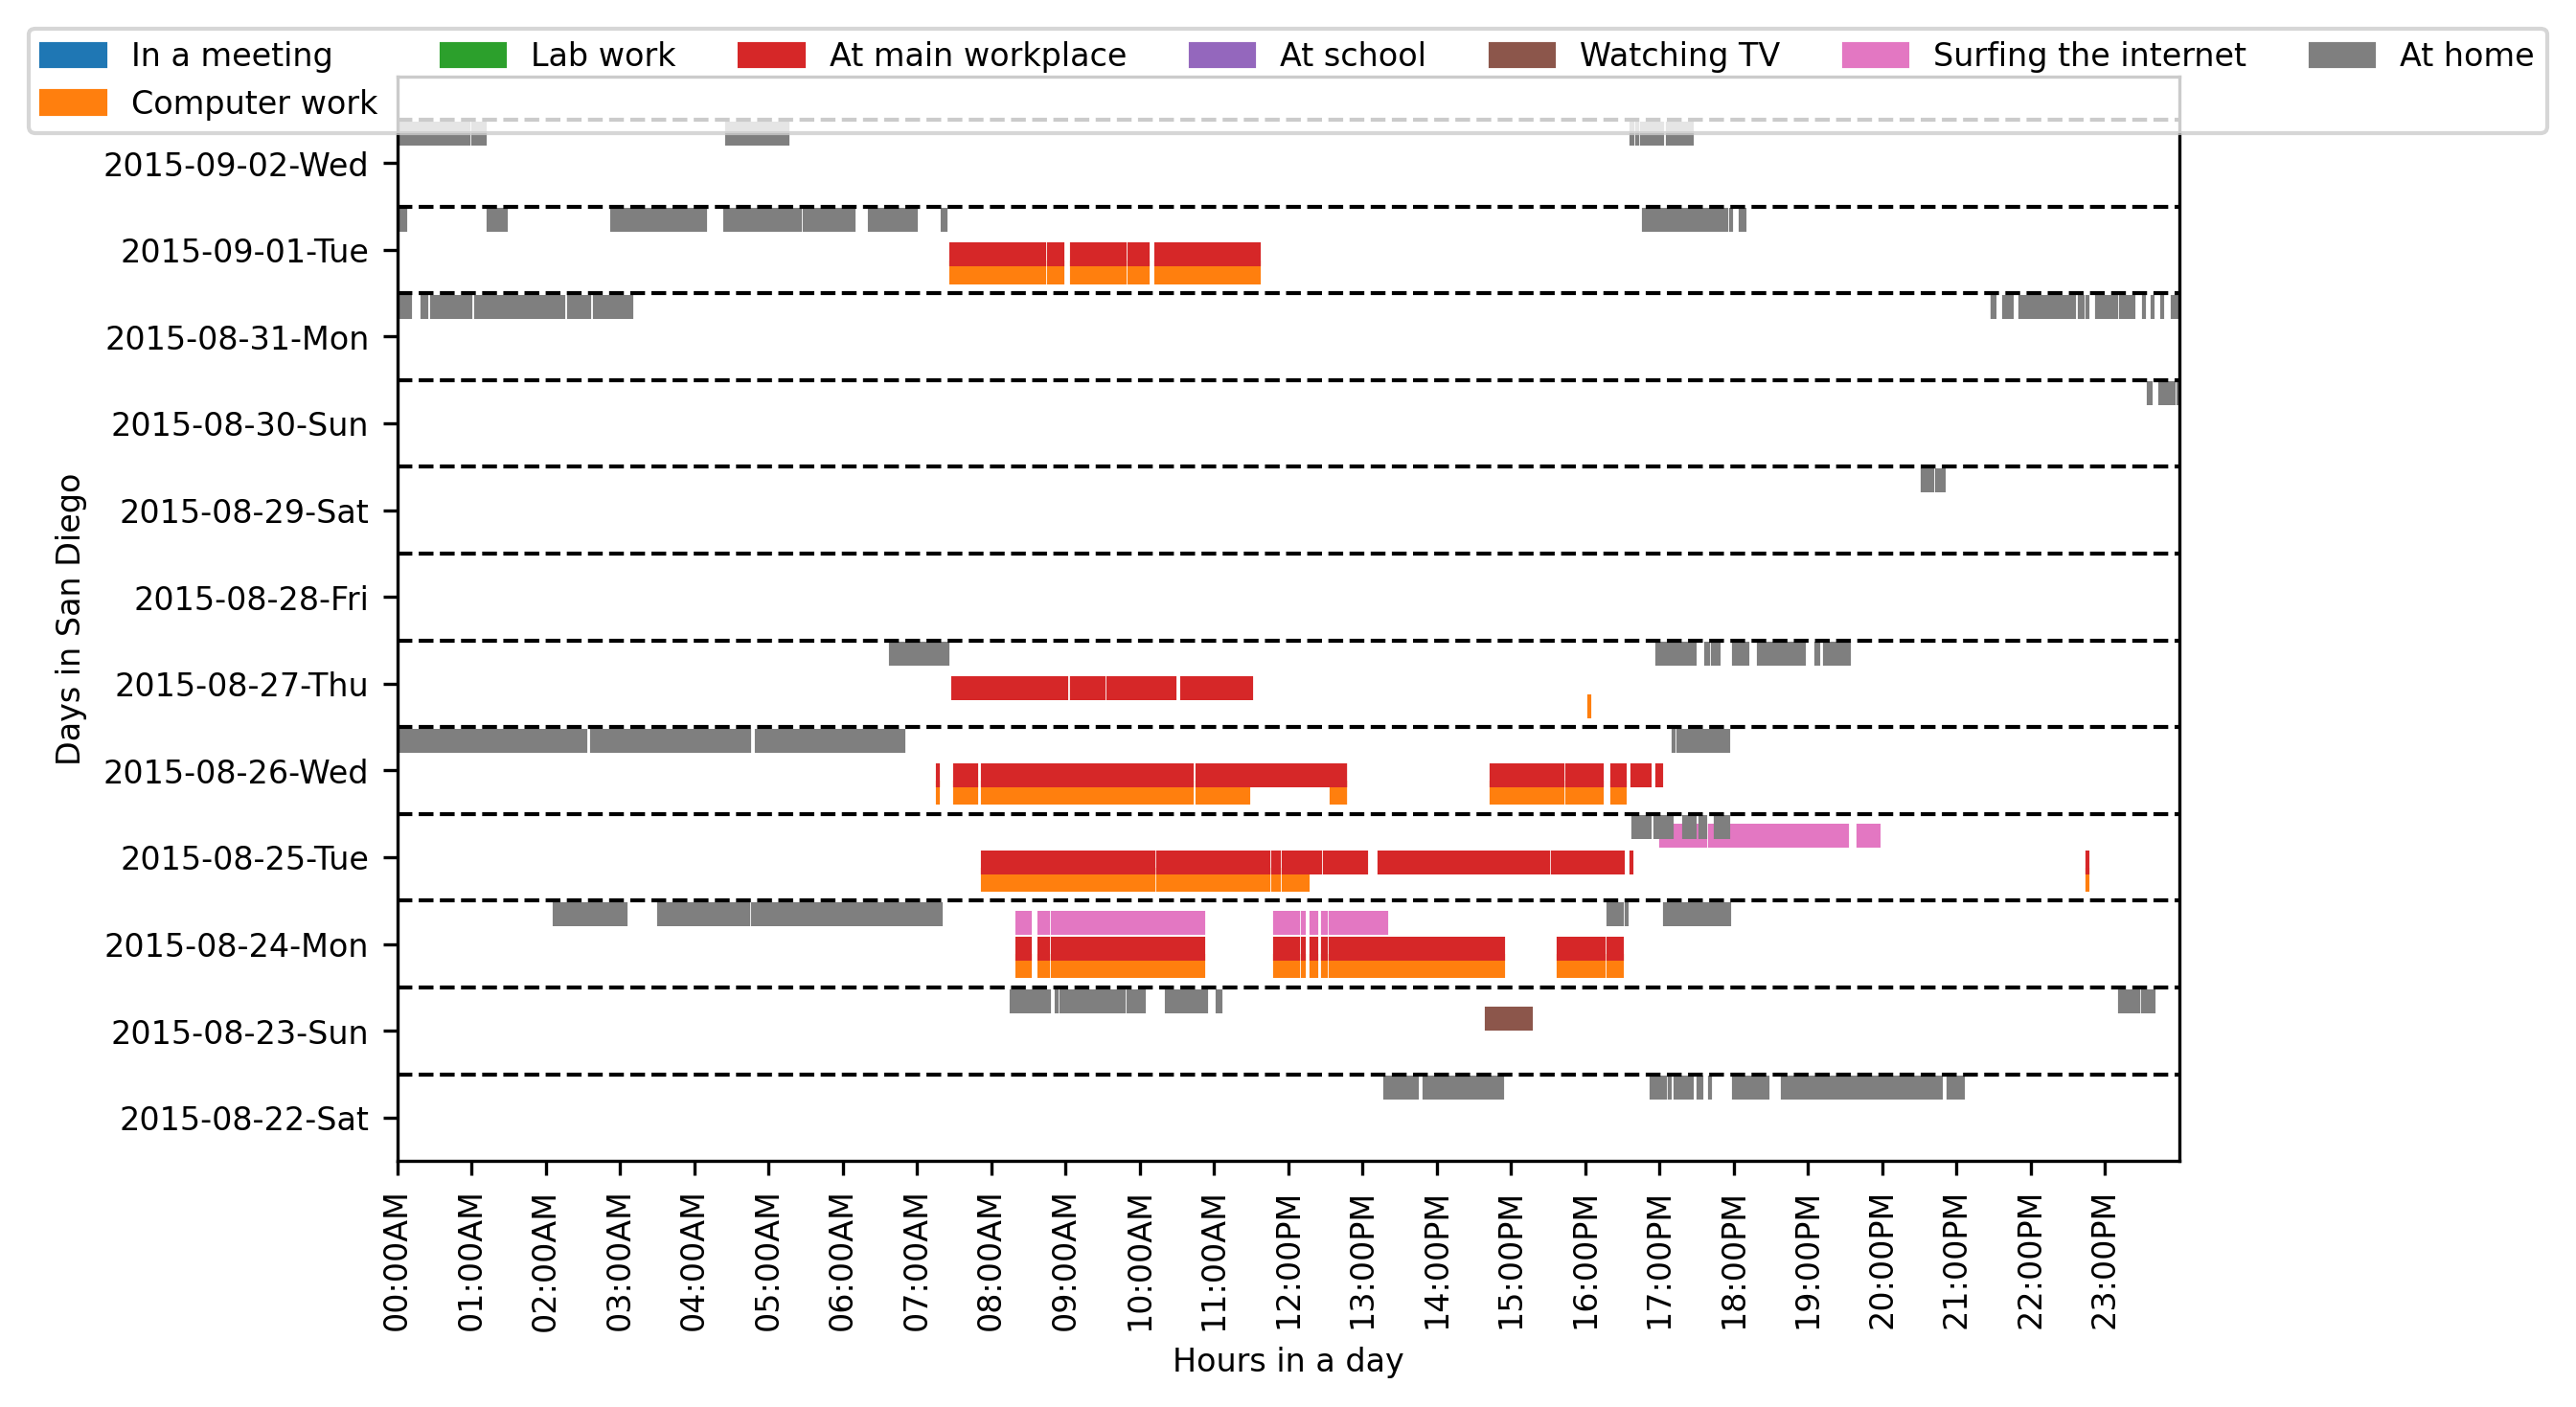 In a meeting
Computer work
Lab work
At main workplace
At school
Watching TV
Surfing the internet
At home
Days in San Diego
2015-09-02-Wed
2015-09-01-Tue
2015-08-31-Mon
2015-08-30-Sun
2015-08-29-Sat
2015-08-28-Fri
2015-08-27-Thu
2015-08-26-Wed
2015-08-25-Tue
2015-08-24-Mon
2015-08-23-Sun
2015-08-22-Sat
00:00AM
01:00AM
02:00AM
03:00AM
04:00AM
05:00AM
06:00AM
07:00AM
08:00AM
09:00AM
10:00AM
11:00AM
12:00PM
13:00PM
14:00PM
15:00PM
16:00PM
17:00PM
18:00PM
19:00PM
20:00PM
21:00PM
22:00PM
23:00PM
Hours in a day